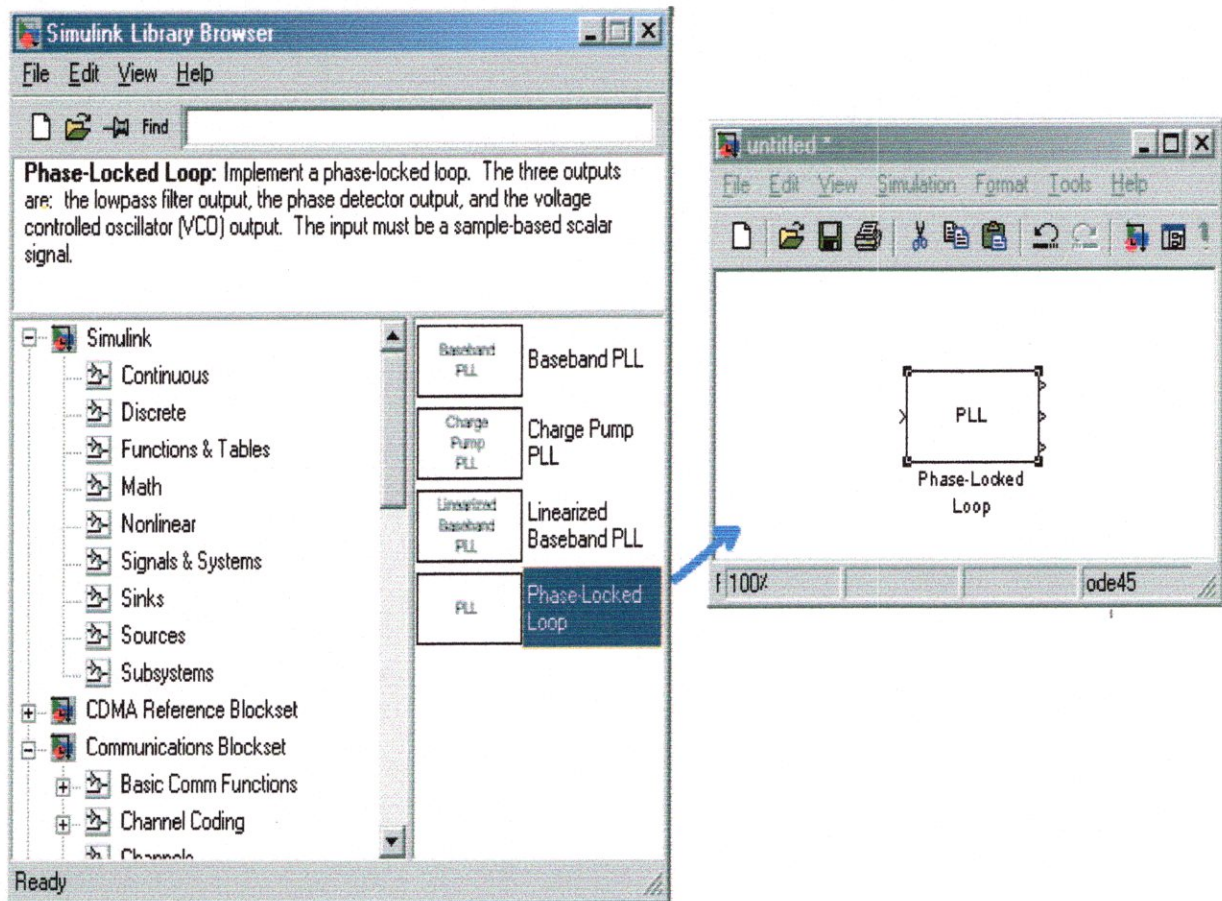 Simulink Library Browser
File Edit View Help
Find
Phase-Locked Loop: Implement a phase-locked loop. The three outputs
are: the lowpass filter output, the phase detector output, and the voltage
controlled oscillator (VCO) output. The input must be a sample-based scalar
signal.
Simulink
Continuous
Discrete
Functions & Tables
Math
Nonlinear
Signals & Systems
Sinks
Sources
Subsystems
CDMA Reference Blockset
Communications Blockset
Basic Comm Functions
Channel Coding
Channels
Baseband
PLL
Baseband PLL
Charge
Pump
PLL
Charge Pump
PLL
Linearized
Baseband
PLL
Linearized
Baseband PLL
PLL
Phase-Locked
Loop
Ready
untitled *
File Edit View Simulation Format Tools Help
PLL
Phase-Locked
Loop
F 100% ode45